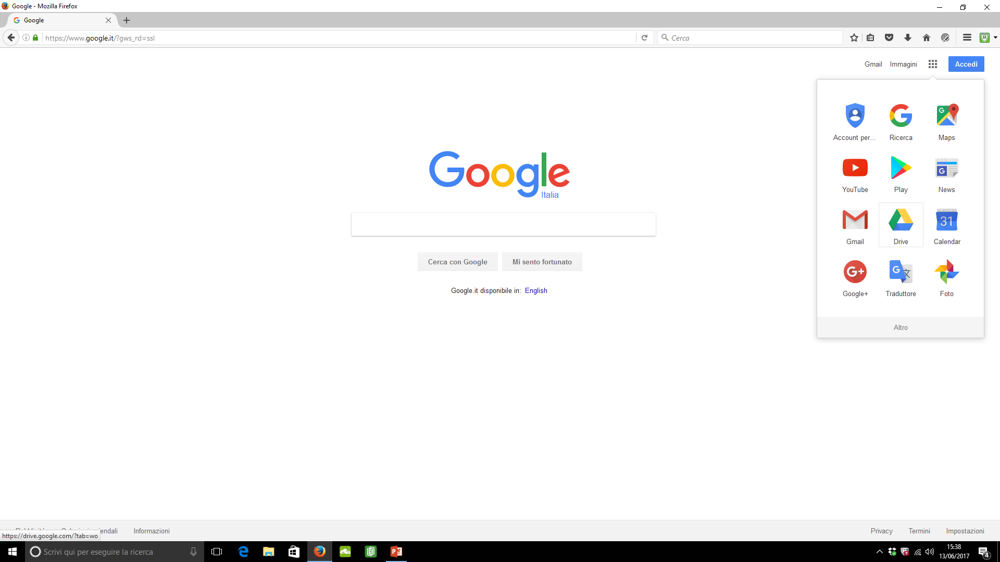 Google - Mozilla Firefox
Google
https://www.google.it/?gws_rd=ssl
Cerca
Gmail Immagini Accedi
Account per... Ricerca Maps
YouTube Play News
Gmail Drive Calendar
31
Google+ Traduttore Foto
Altro
Google
Italia
Cerca con Google Mi sento fortunato
Google.it disponibile in: English
Informazioni Privacy Termini Impostazioni
https://drive.google.com/?tab=wo
Scrivi qui per eseguire la ricerca
15:38
13/06/2017
4